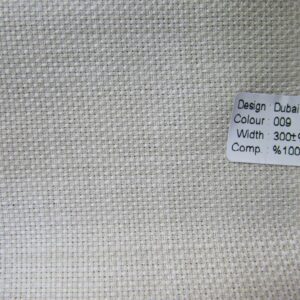 Design : Dubai
Colour : 009
Width : 300±
Comp. : %100